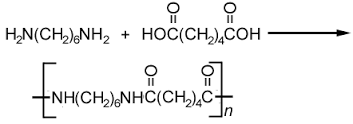 O O
H₂N(CH₂)₆NH₂ + HOC(CH₂)₄COH
O O
NH(CH₂)₆NHC(CH₂)₄C n